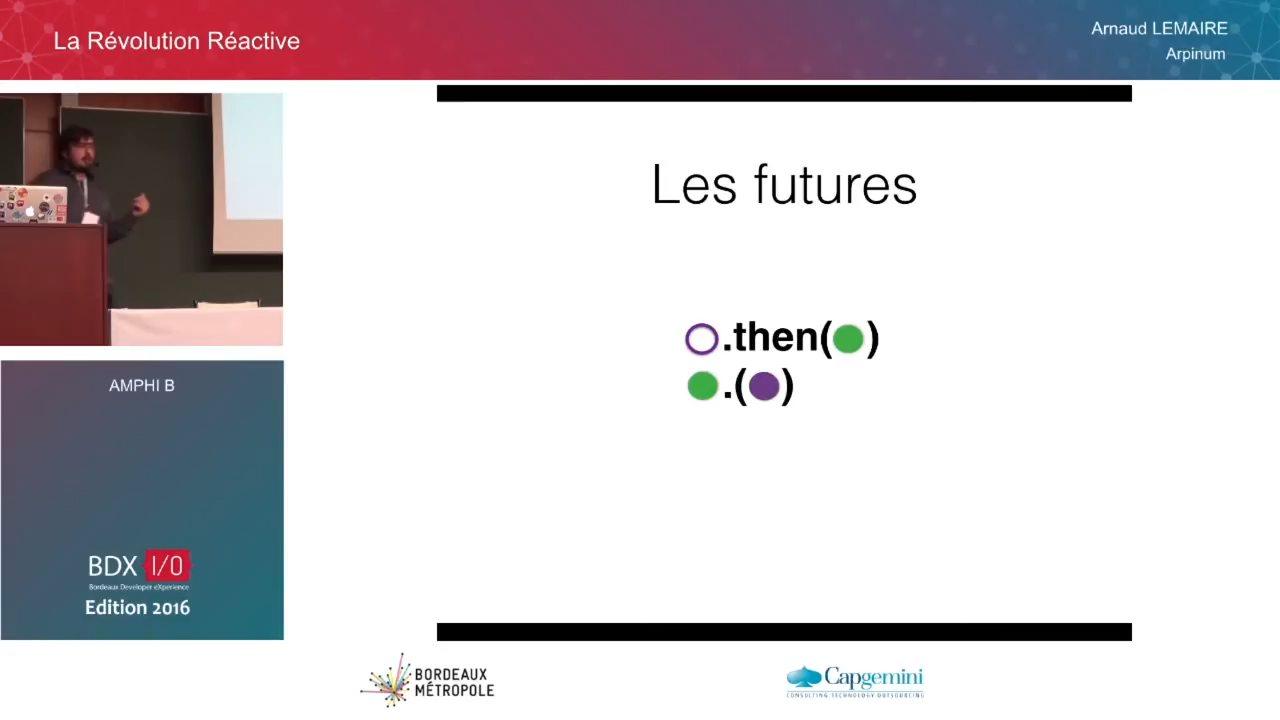 La Révolution Réactive
Arnaud LEMAIRE
Arpinum
Les futures
.then( )
.( )
AMPHI B
BDX I/O
Bordeaux Developer eXperience
Edition 2016
BORDEAUX
MÉTROPOLE
Capgemini
CONSULTING.TECHNOLOGY.OUTSOURCING